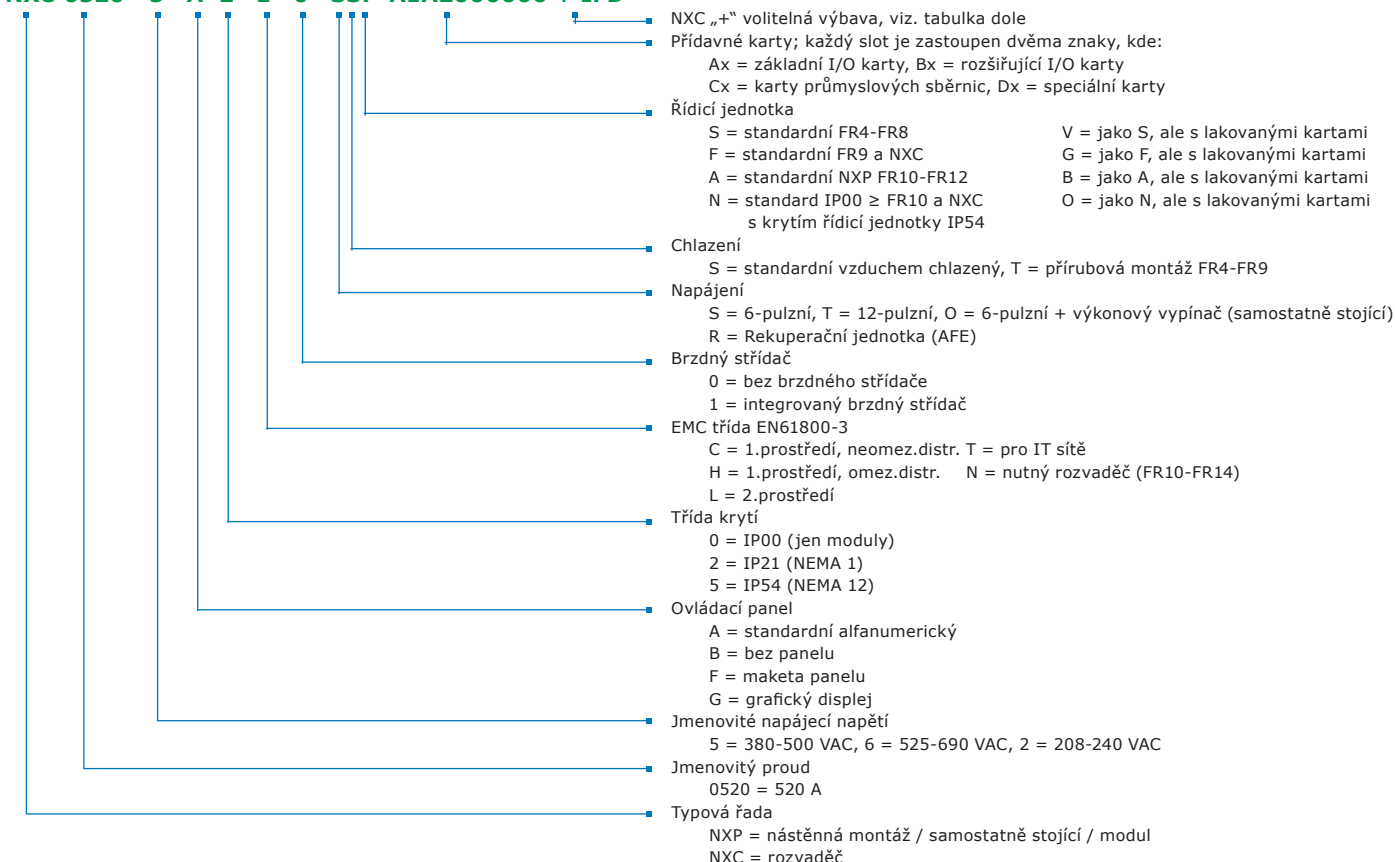 NXC „+“ volitelná výbava, viz. tabulka dole
Přídavné karty; každý slot je zastoupen dvěma znaky, kde:
Ax = základní I/O karty, Bx = rozšiřující I/O karty
Cx = karty průmyslových sběrnic, Dx = speciální karty
Řídicí jednotka
S = standardní FR4-FR8 V = jako S, ale s lakovanými kartami
F = standardní FR9 a NXC G = jako F, ale s lakovanými kartami
A = standardní NXP FR10-FR12 B = jako A, ale s lakovanými kartami
N = standard IP00 ≥ FR10 a NXC O = jako N, ale s lakovanými kartami
s krytím řídicí jednotky IP54
Chlazení
S = standardní vzduchem chlazený, T = přírubová montáž FR4-FR9
Napájení
S = 6-pulzní, T = 12-pulzní, O = 6-pulzní + výkonový vypínač (samostatně stojící)
R = Rekuperační jednotka (AFE)
Brzdný střídač
0 = bez brzdného střídače
1 = integrovaný brzdný střídač
EMC třída EN61800-3
C = 1.prostředí, neomez.distr. T = pro IT sítě
H = 1.prostředí, omez.distr. N = nutný rozvaděč (FR10-FR14)
L = 2.prostředí
Třída krytí
0 = IP00 (jen moduly)
2 = IP21 (NEMA 1)
5 = IP54 (NEMA 12)
Ovládací panel
A = standardní alfanumerický
B = bez panelu
F = maketa panelu
G = grafický displej
Jmenovité napájecí napětí
5 = 380-500 VAC, 6 = 525-690 VAC, 2 = 208-240 VAC
Jmenovitý proud
0520 = 520 A
Typová řada
NXP = nástěnná montáž / samostatně stojící / modul
NXC = rozvaděč